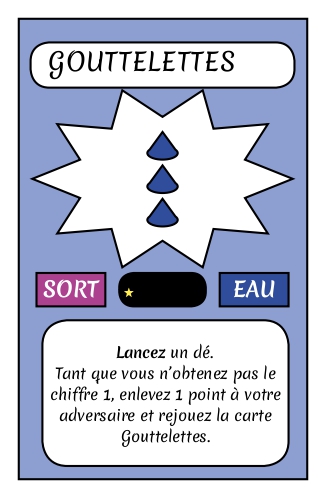 GOUTTELETTES
SORT
EAU
Lancez un dé.
Tant que vous n'obtenez pas le
chiffre 1, enlevez 1 point à votre
adversaire et rejouez la carte
Gouttelettes.